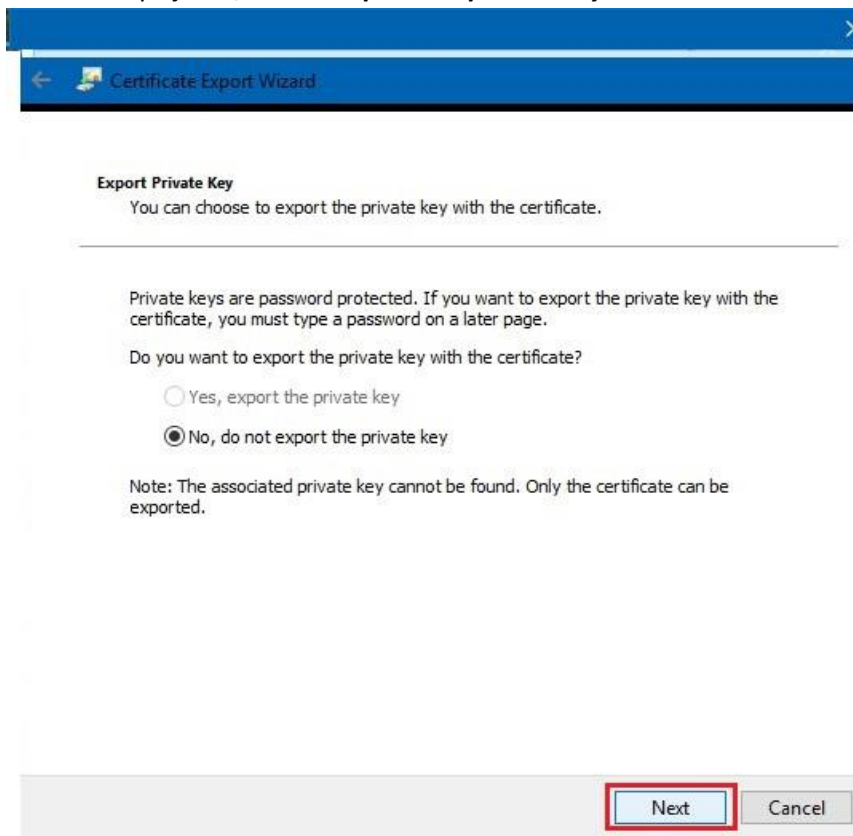 Certificate Export Wizard
Export Private Key
You can choose to export the private key with the certificate.
Private keys are password protected. If you want to export the private key with the
certificate, you must type a password on a later page.
Do you want to export the private key with the certificate?
Yes, export the private key
No, do not export the private key
Note: The associated private key cannot be found. Only the certificate can be
exported.
Next Cancel